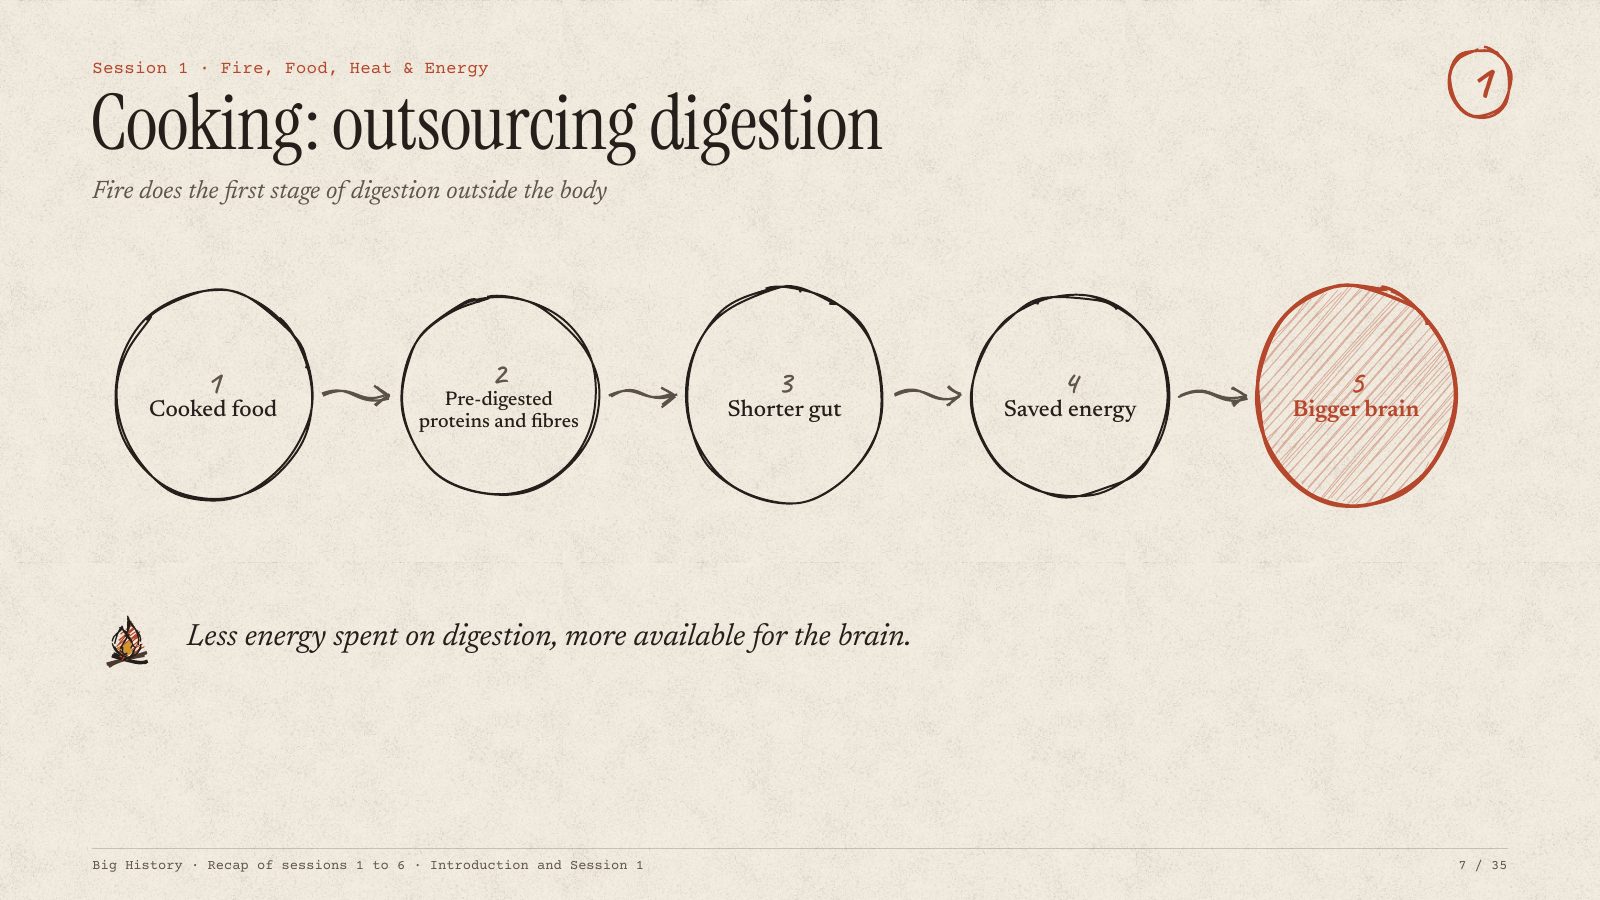 Session 1 · Fire, Food, Heat & Energy
1
Cooking: outsourcing digestion
Fire does the first stage of digestion outside the body
1
Cooked food
2
Pre-digested
proteins and fibres
3
Shorter gut
4
Saved energy
5
Bigger brain
Less energy spent on digestion, more available for the brain.
Big History · Recap of sessions 1 to 6 · Introduction and Session 1
7 / 35